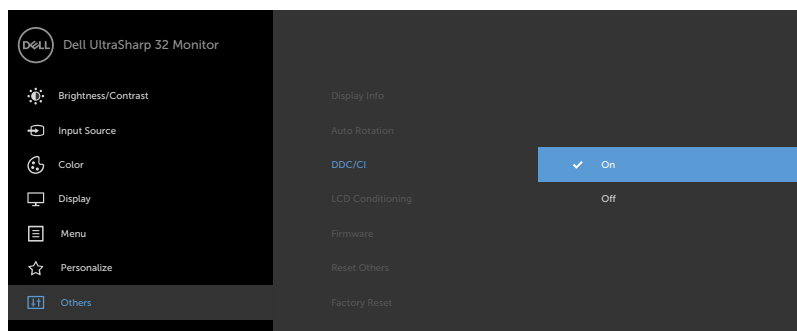 DELL Dell UltraSharp 32 Monitor
Brightness/Contrast
Input Source
Color
Display
Menu
Personalize
Others
Display Info
Auto Rotation
DDC/CI
LCD Conditioning
Firmware
Reset Others
Factory Reset
On
Off